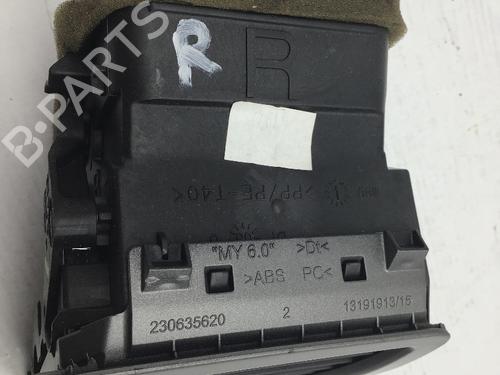 R R
B-PARTS
>PP/PE-T40<
"MY 6.0" >Dt<
>ABS PC<
230635620 2 13191913/15